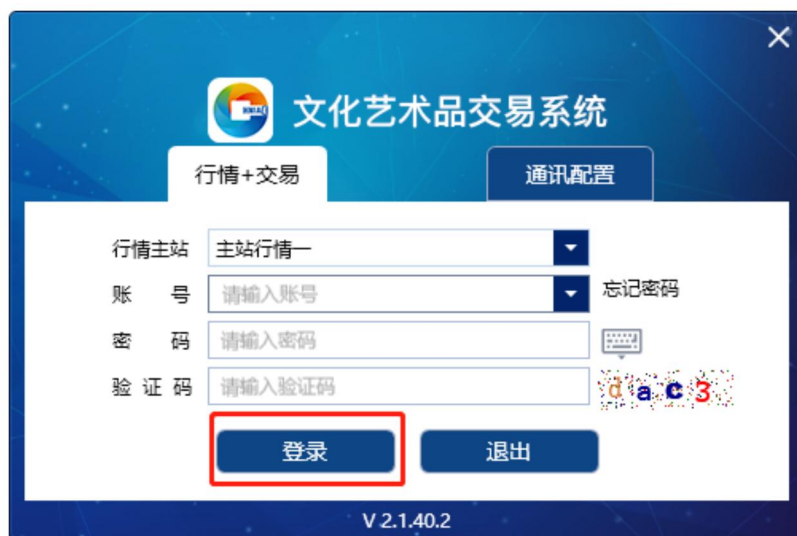 文化艺术品交易系统
行情+交易 通讯配置
行情主站 主站行情一
账 号 请输入账号 忘记密码
密 码 请输入密码
验 证 码 请输入验证码 dac3
登录 退出
V 2.1.40.2